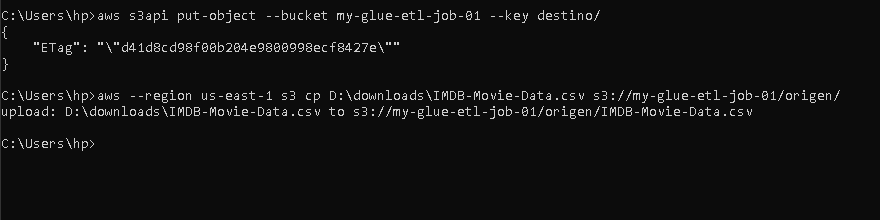 C:\Users\hp>aws s3api put-object --bucket my-glue-etl-job-01 --key destino/
{
    "ETag": "\"d41d8cd98f00b204e9800998ecf8427e\""
}
C:\Users\hp>aws --region us-east-1 s3 cp D:\downloads\IMDB-Movie-Data.csv s3://my-glue-etl-job-01/origen/
upload: D:\downloads\IMDB-Movie-Data.csv to s3://my-glue-etl-job-01/origen/IMDB-Movie-Data.csv
C:\Users\hp>